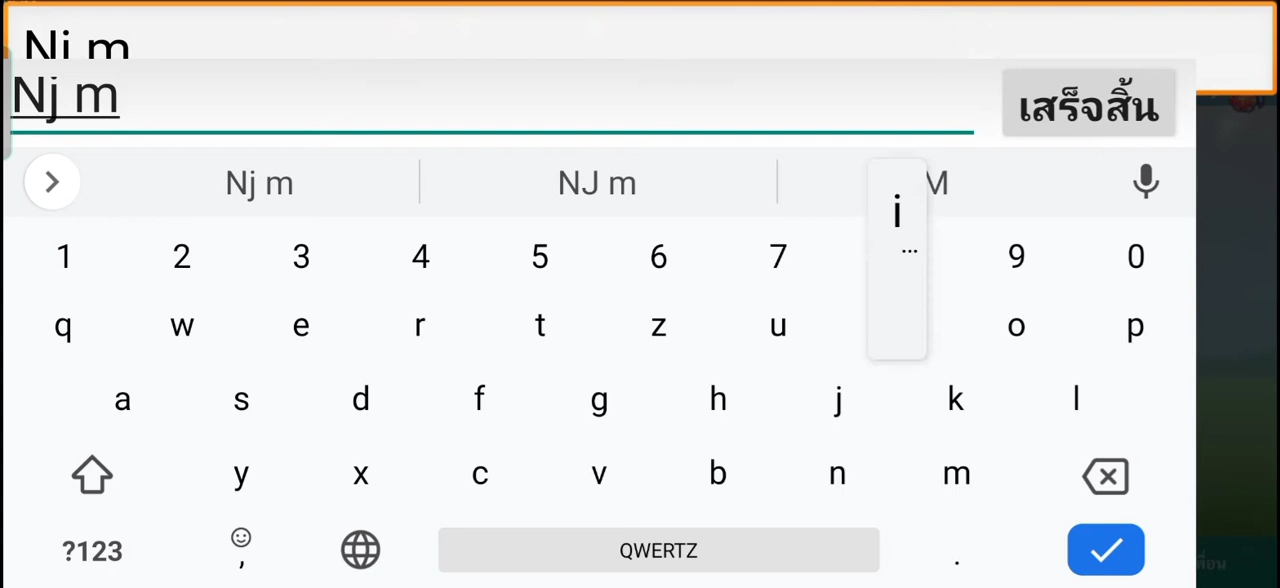 Nj m
Nj m
เสร็จสิ้น
Nj m
NJ m
i
...
1 2 3 4 5 6 7 9 0
q w e r t z u o p
a s d f g h j k l
y x c v b n m
?123
,
QWERTZ
.